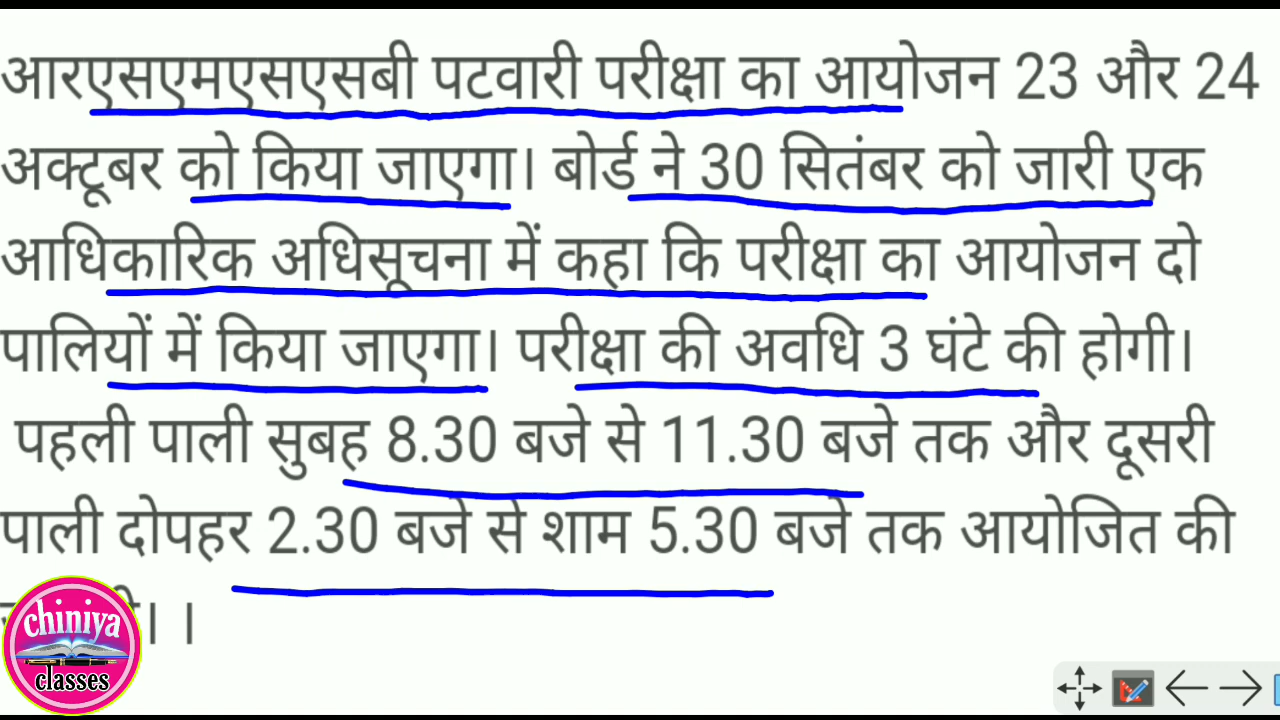 आरएसएमएसएसबी पटवारी परीक्षा का आयोजन 23 और 24
अक्टूबर को किया जाएगा। बोर्ड ने 30 सितंबर को जारी एक
आधिकारिक अधिसूचना में कहा कि परीक्षा का आयोजन दो
पालियों में किया जाएगा। परीक्षा की अवधि 3 घंटे की होगी।
पहली पाली सुबह 8.30 बजे से 11.30 बजे तक और दूसरी
पाली दोपहर 2.30 बजे से शाम 5.30 बजे तक आयोजित की
। ।
chiniya
classes